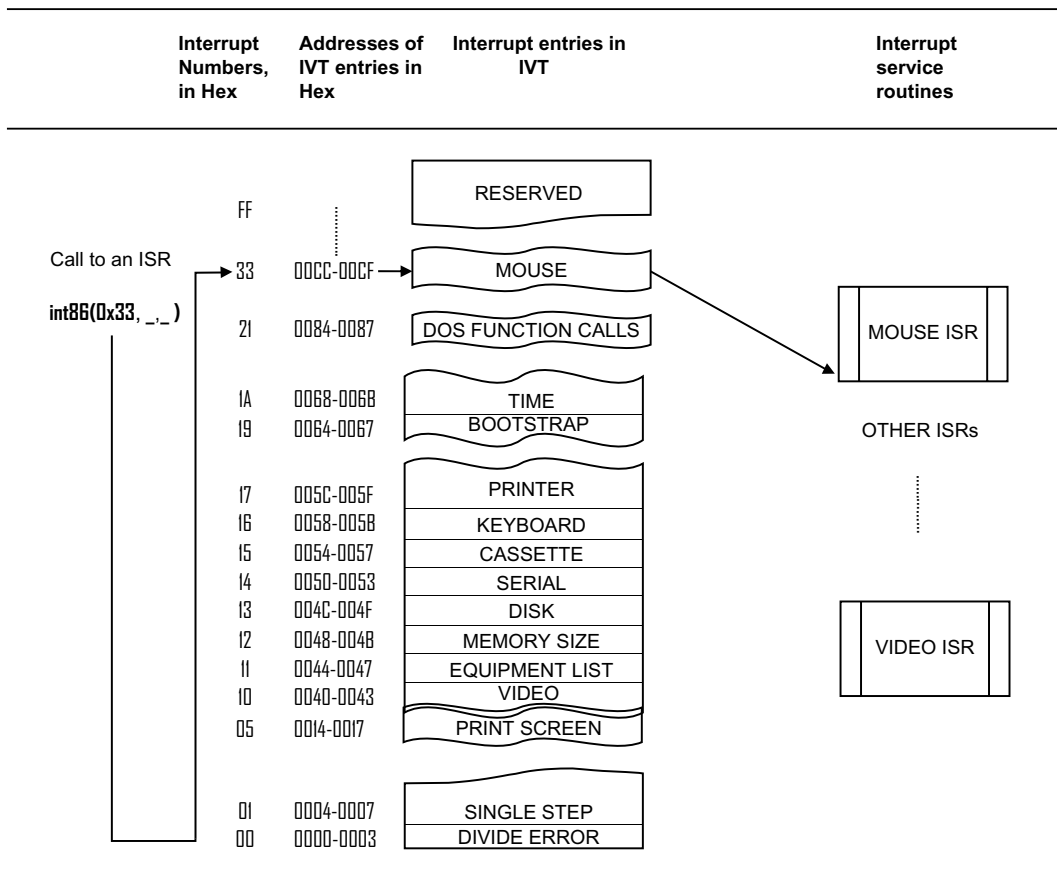 Interrupt Numbers, in Hex
Addresses of IVT entries in Hex
Interrupt entries in IVT
Interrupt service routines
RESERVED
FF
Call to an ISR
33 00CC-00CF MOUSE
int86(0x33, _,_ )
21 0084-0087 DOS FUNCTION CALLS
MOUSE ISR
1A 0068-006B TIME
19 0064-0067 BOOTSTRAP
OTHER ISRs
17 005C-005F PRINTER
16 0058-005B KEYBOARD
15 0054-0057 CASSETTE
14 0050-0053 SERIAL
13 004C-004F DISK
12 0048-004B MEMORY SIZE
VIDEO ISR
11 0044-0047 EQUIPMENT LIST
10 0040-0043 VIDEO
05 0014-0017 PRINT SCREEN
01 0004-0007 SINGLE STEP
00 0000-0003 DIVIDE ERROR